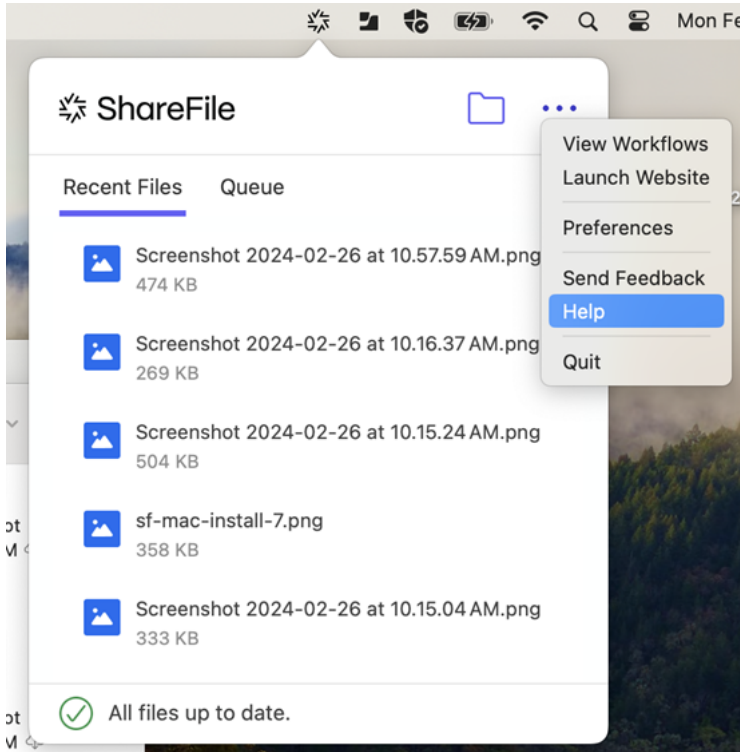 Mon Fe
ShareFile
View Workflows
Launch Website
Preferences
Send Feedback
Help
Quit
Recent Files
Queue
Screenshot 2024-02-26 at 10.57.59 AM.png
474 KB
Screenshot 2024-02-26 at 10.16.37 AM.png
269 KB
Screenshot 2024-02-26 at 10.15.24 AM.png
504 KB
sf-mac-install-7.png
358 KB
Screenshot 2024-02-26 at 10.15.04 AM.png
333 KB
All files up to date.
ot
M
ot
M